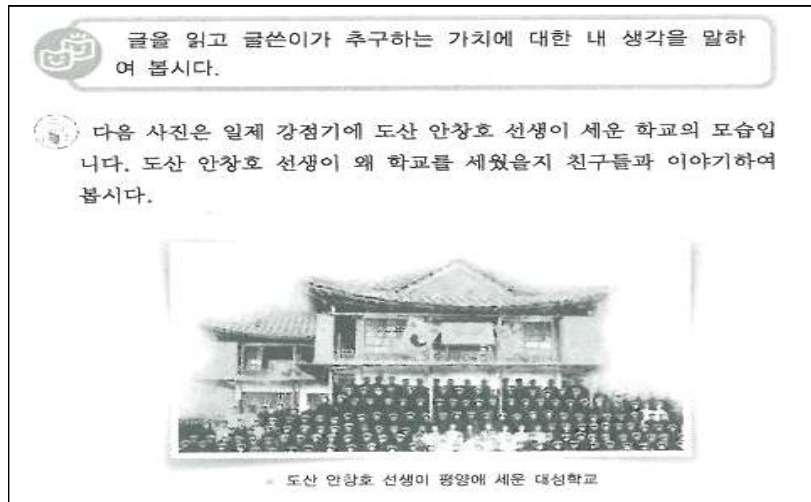 글을 읽고 글쓴이가 추구하는 가치에 대한 내 생각을 말하
여 봅시다.
다음 사진은 일제 강점기에 도산 안창호 선생이 세운 학교의 모습입
니다. 도산 안창호 선생이 왜 학교를 세웠을지 친구들과 이야기하여
봅시다.
도산 안창호 선생이 평양에 세운 대성학교